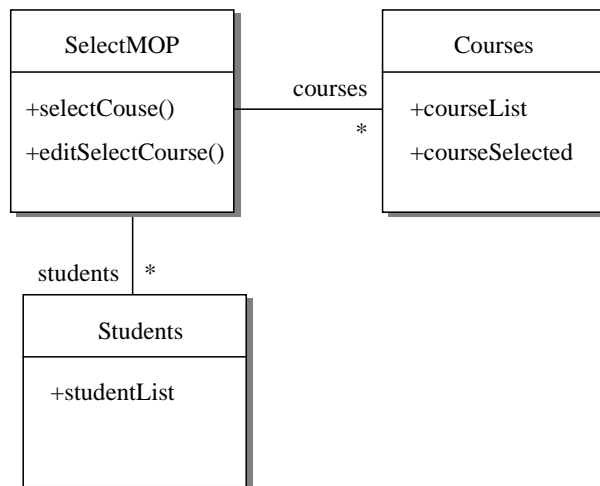 SelectMOP
+selectCouse()
+editSelectCourse()
courses
*
Courses
+courseList
+courseSelected
students *
Students
+studentList